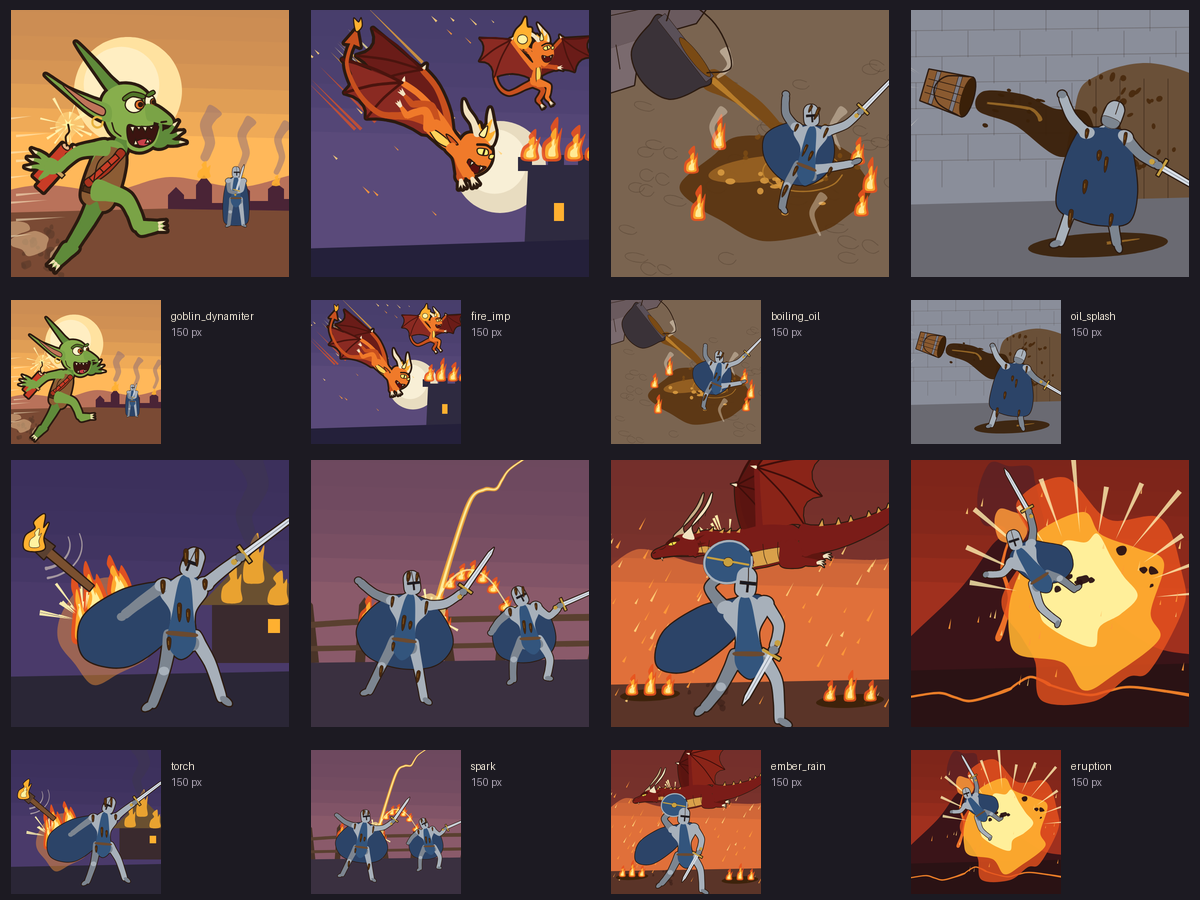 goblin_dynamiter
150 px
fire_imp
150 px
boiling_oil
150 px
oil_splash
150 px
torch
150 px
spark
150 px
ember_rain
150 px
eruption
150 px